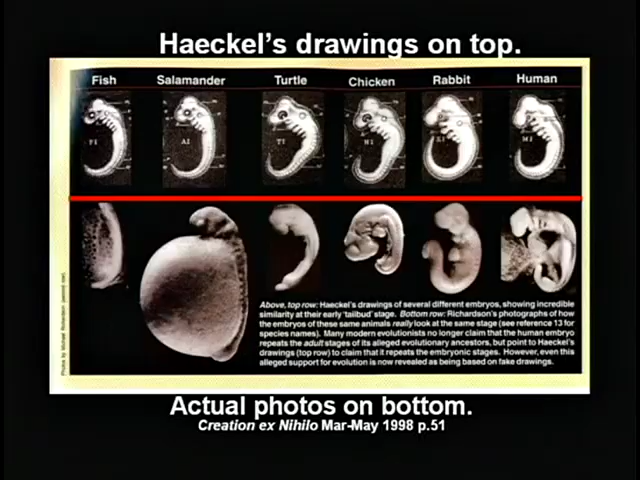 Haeckel's drawings on top.
Fish Salamander Turtle Chicken Rabbit Human
Above, top row: Haeckel's drawings of several different embryos, showing incredible
similarity at their early 'tailbud' stage. Bottom row: Richardson's photographs of how
the embryos of these same animals really look at the same stage (see reference 13 for
species names). Many modern evolutionists no longer claim that the human embryo
repeats the adult stages of its alleged evolutionary ancestors, but point to Haeckel's
drawings (top row) to claim that it repeats the embryonic stages. However, even this
alleged support for evolution is now revealed as being based on fake drawings.
Photos by Michael Richardson
Actual photos on bottom.
Creation ex Nihilo Mar-May 1998 p.51